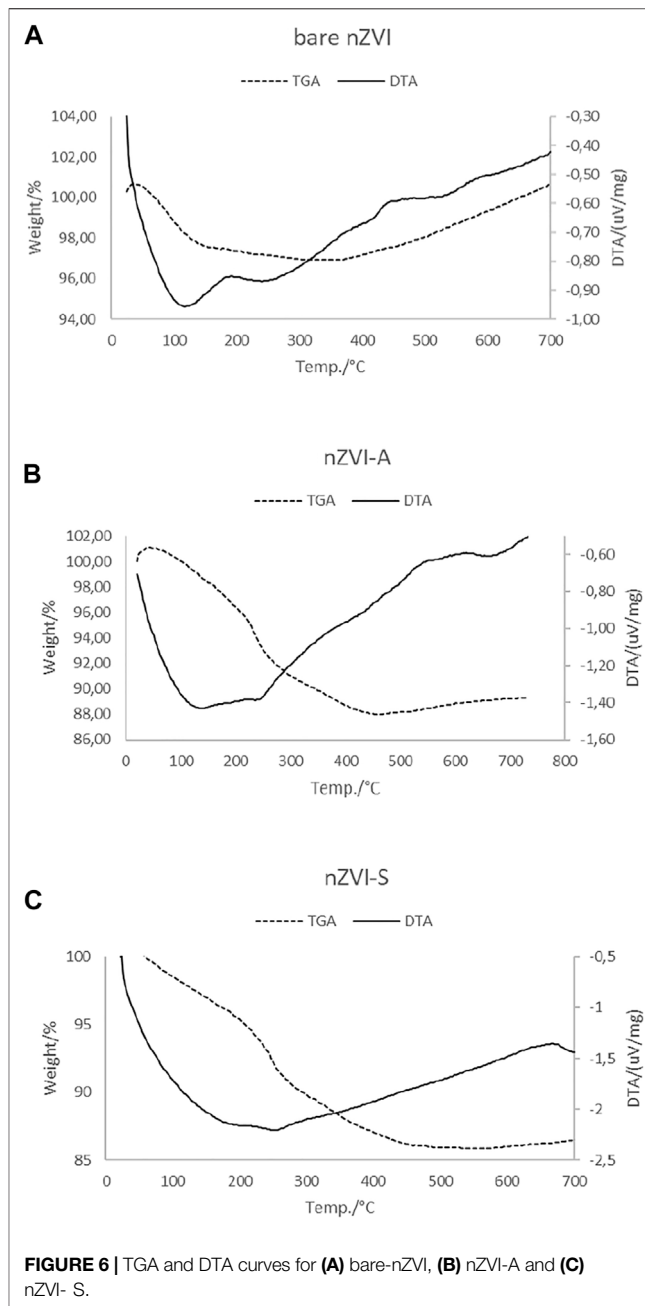 A
bare nZVI
TGA DTA
104,00
102,00
100,00
98,00
96,00
94,00
Weight/%
-0,30
-0,40
-0,50
-0,60
-0,70
-0,80
-0,90
-1,00
DTA/(uV/mg)
0 100 200 300 400 500 600 700
Temp./°C
B
nZVI-A
TGA DTA
102,00
100,00
98,00
96,00
94,00
92,00
90,00
88,00
86,00
Weight/%
-0,60
-0,80
-1,00
-1,20
-1,40
-1,60
DTA/(uV/mg)
0 100 200 300 400 500 600 700 800
Temp./°C
C
nZVI-S
TGA DTA
100
95
90
85
Weight/%
-0,5
-1
-1,5
-2
-2,5
DTA/(uV/mg)
0 100 200 300 400 500 600 700
Temp./°C
FIGURE 6 | TGA and DTA curves for (A) bare-nZVI, (B) nZVI-A and (C)
nZVI- S.